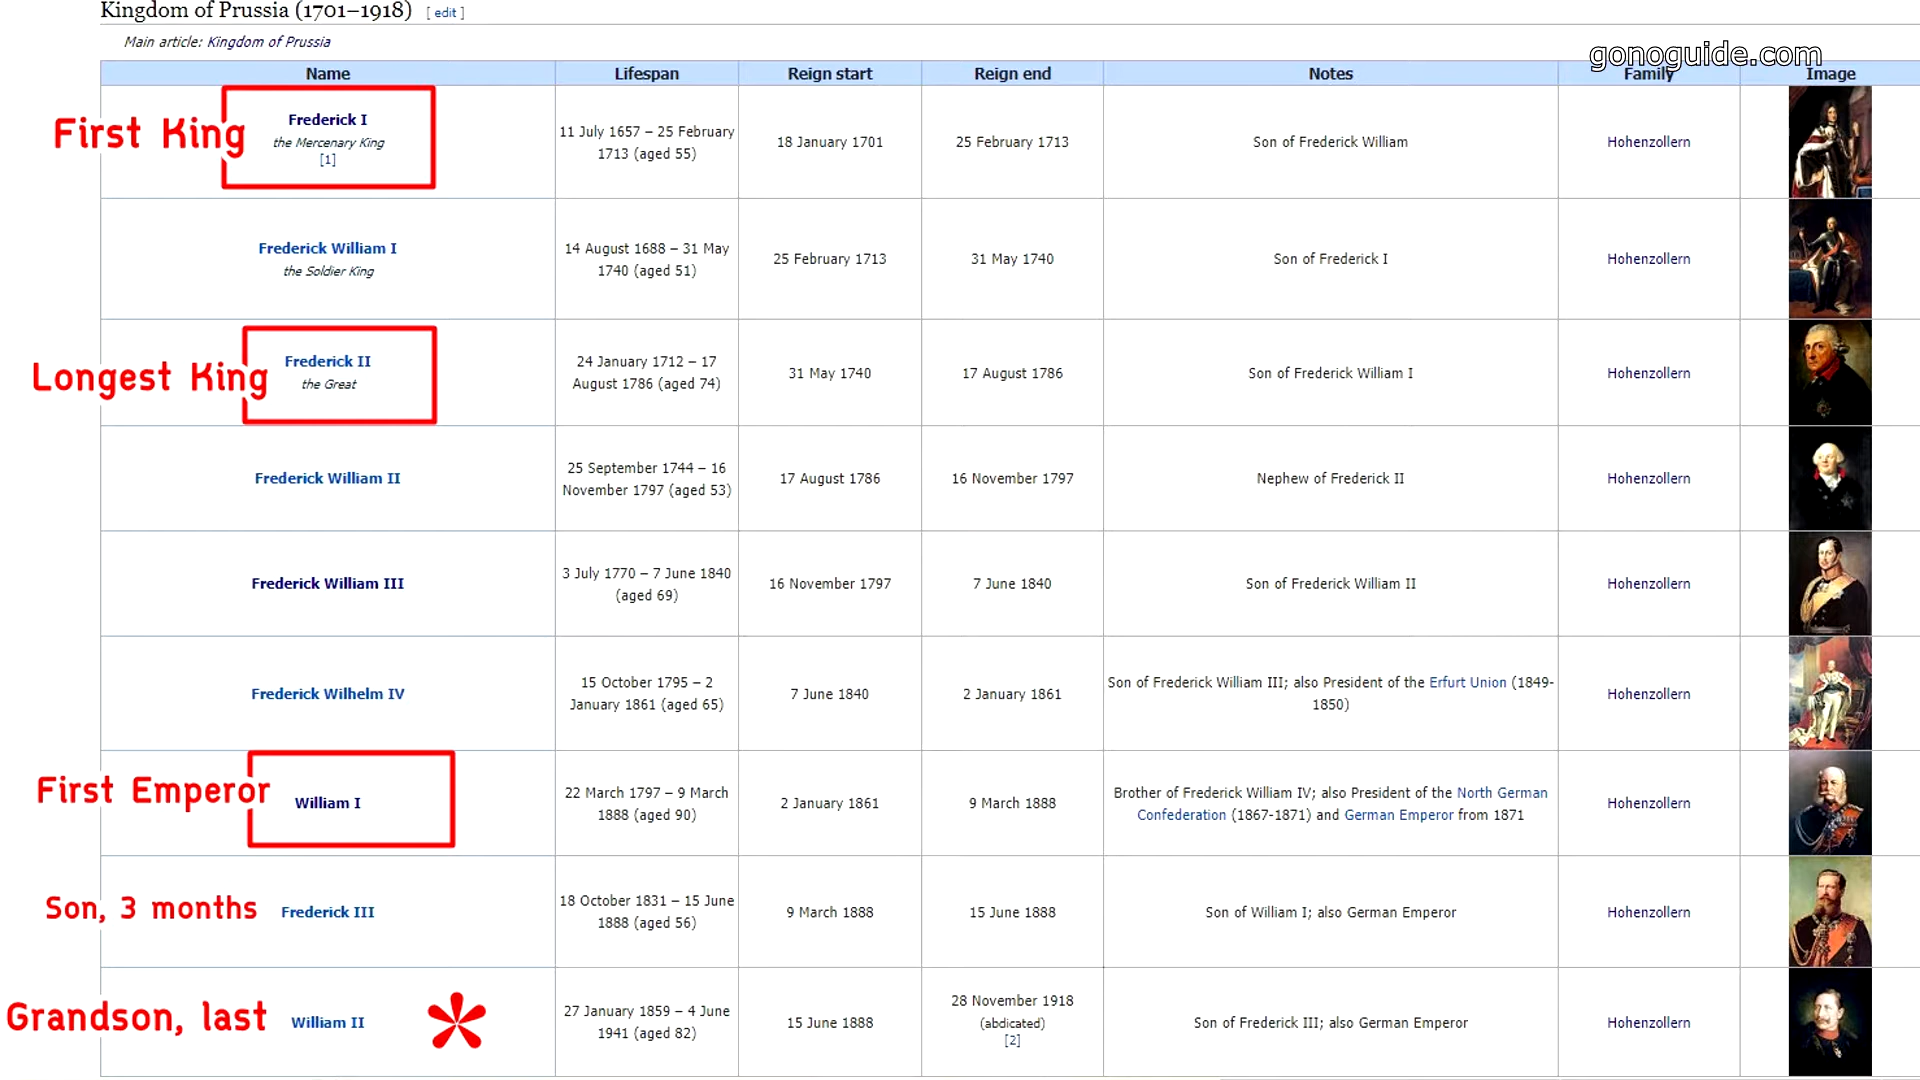 Kingdom of Prussia (1701–1918) [ edit ]
Main article: Kingdom of Prussia
gonoguide.com
Name Lifespan Reign start Reign end Notes Family Image
First King
Frederick I
the Mercenary King
[1]
11 July 1657 – 25 February
1713 (aged 55)
18 January 1701
25 February 1713
Son of Frederick William
Hohenzollern
Frederick William I
the Soldier King
14 August 1688 – 31 May
1740 (aged 51)
25 February 1713
31 May 1740
Son of Frederick I
Hohenzollern
Longest King
Frederick II
the Great
24 January 1712 – 17
August 1786 (aged 74)
31 May 1740
17 August 1786
Son of Frederick William I
Hohenzollern
Frederick William II
25 September 1744 – 16
November 1797 (aged 53)
17 August 1786
16 November 1797
Nephew of Frederick II
Hohenzollern
Frederick William III
3 July 1770 – 7 June 1840
(aged 69)
16 November 1797
7 June 1840
Son of Frederick William II
Hohenzollern
Frederick Wilhelm IV
15 October 1795 – 2
January 1861 (aged 65)
7 June 1840
2 January 1861
Son of Frederick William III; also President of the Erfurt Union (1849-
1850)
Hohenzollern
First Emperor
William I
22 March 1797 – 9 March
1888 (aged 90)
2 January 1861
9 March 1888
Brother of Frederick William IV; also President of the North German
Confederation (1867-1871) and German Emperor from 1871
Hohenzollern
Son, 3 months
Frederick III
18 October 1831 – 15 June
1888 (aged 56)
9 March 1888
15 June 1888
Son of William I; also German Emperor
Hohenzollern
Grandson, last
William II
*
27 January 1859 – 4 June
1941 (aged 82)
15 June 1888
28 November 1918
(abdicated)
[2]
Son of Frederick III; also German Emperor
Hohenzollern